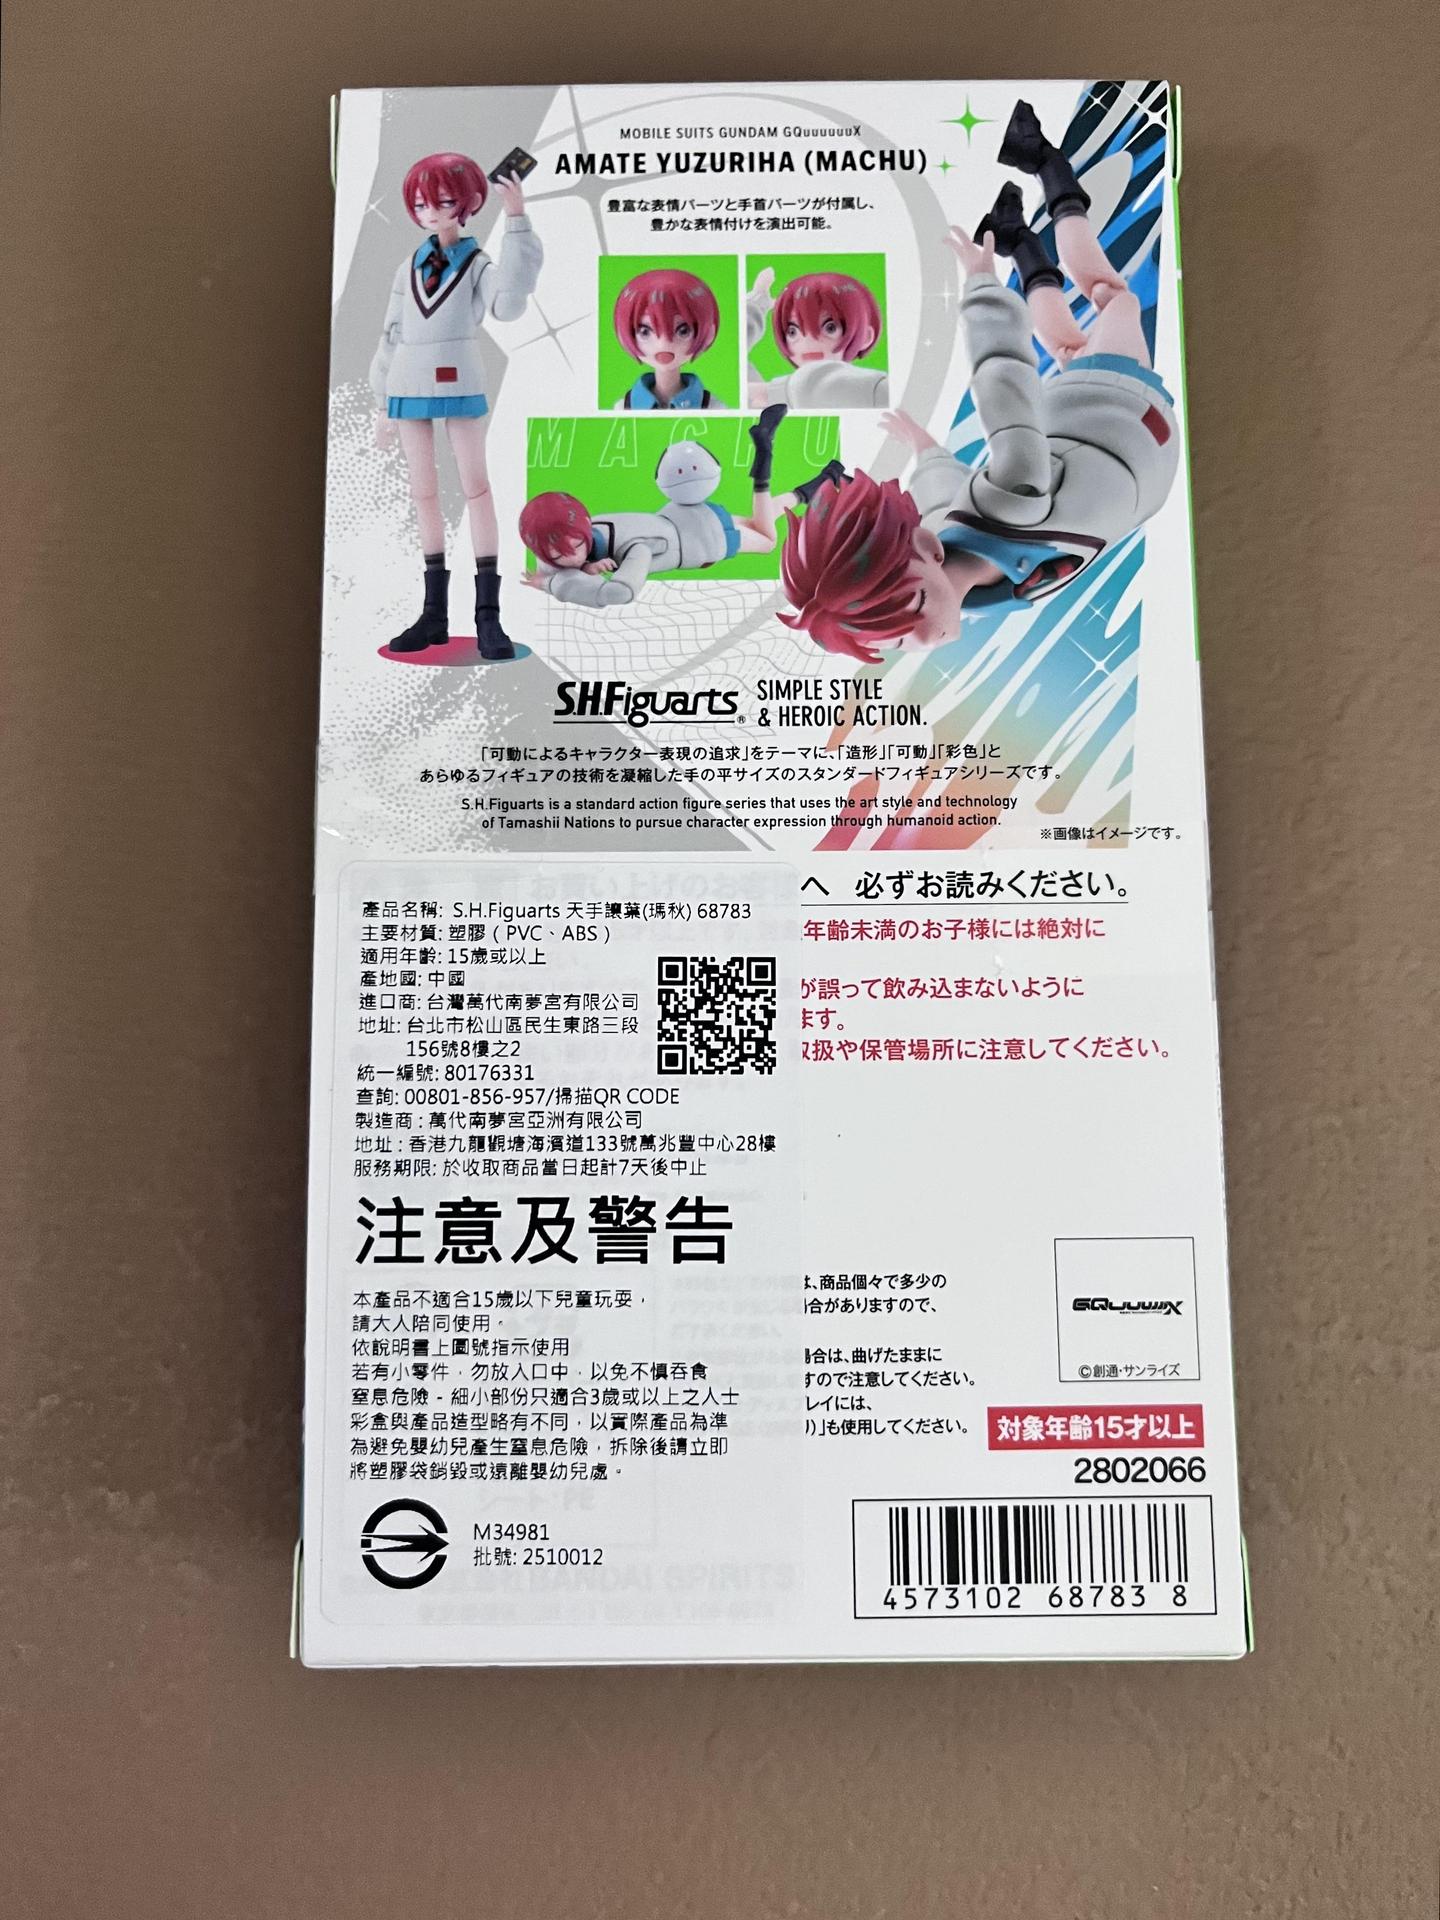 MOBILE SUITS GUNDAM GQuuuuuuX
AMATE YUZURIHA (MACHU)
豊富な表情パーツと手首パーツが付属し、
豊かな表情付けを演出可能。
MACHU
S.H.Figuarts®
SIMPLE STYLE
& HEROIC ACTION.
「可動によるキャラクター表現の追求」をテーマに、「造形」「可動」「彩色」と
あらゆるフィギュアの技術を凝縮した手の平サイズのスタンダードフィギュアシリーズです。
S.H.Figuarts is a standard action figure series that uses the art style and technology
of Tamashii Nations to pursue character expression through humanoid action.
※画像はイメージです。
お買い上げのお客様へ 必ずお読みください。
年齢未満のお子様には絶対に
が誤って飲み込まないように
ます。
取扱や保管場所に注意してください。
產品名稱: S.H.Figuarts 天手讓葉(瑪秋) 68783
主要材質: 塑膠（PVC、ABS）
適用年齡: 15歲或以上
產地國: 中國
進口商: 台灣萬代南夢宮有限公司
地址: 台北市松山區民生東路三段
156號8樓之2
統一編號: 80176331
查詢: 00801-856-957/掃描QR CODE
製造商: 萬代南夢宮亞洲有限公司
地址: 香港九龍觀塘海濱道133號萬兆豐中心28樓
服務期限: 於收取商品當日起計7天後中止
注意及警告
本產品不適合15歲以下兒童玩耍，
請大人陪同使用。
依說明書上圖號指示使用
若有小零件，勿放入口中，以免不慎吞食
窒息危險 - 細小部份只適合3歲或以上之人士
彩盒與產品造型略有不同，以實際產品為準
為避免嬰幼兒產生窒息危險，拆除後請立即
將塑膠袋銷毀或遠離嬰幼兒處。
M34981
批號: 2510012
は、商品個々で多少の
場合がありますので、
場合は、曲げたままに
すので注意してください。
レイには、
)」も使用してください。
シート:PE
BANDAI SPIRITS
GQuuuuuuX
©創通・サンライズ
対象年齢15才以上
2802066
4573102 68783 8